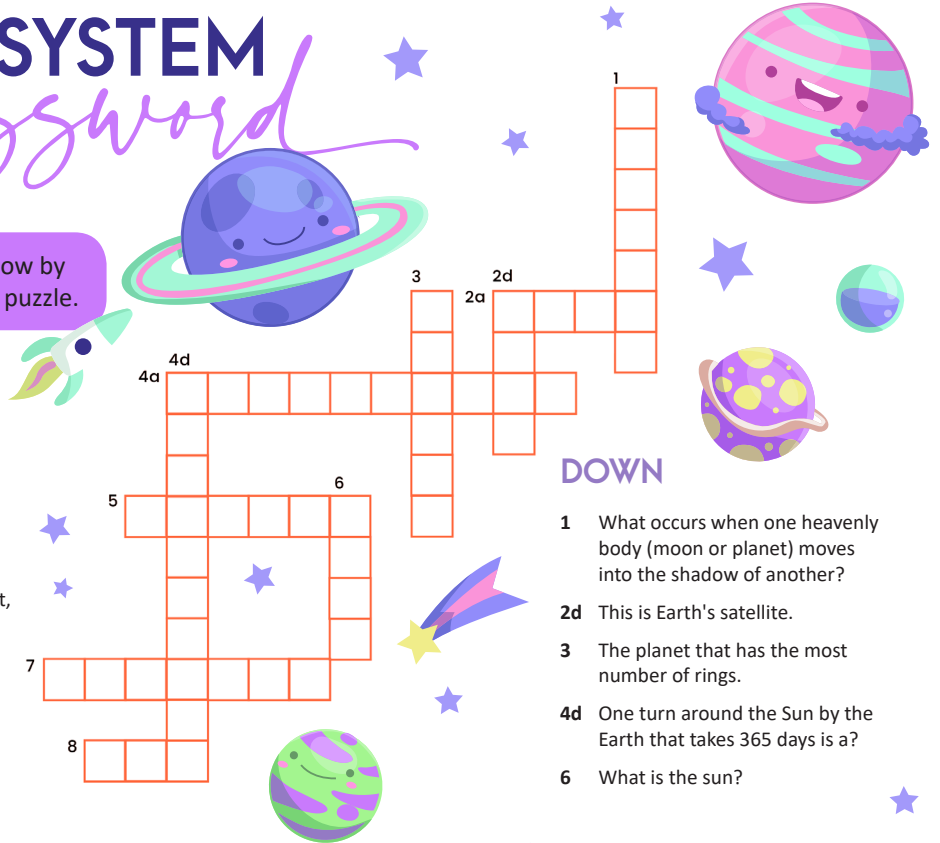 SYSTEM
ssword
ow by
puzzle.
t,
1
3
2d
2a
4d
4a
6
5
7
8
DOWN
1 What occurs when one heavenly
body (moon or planet) moves
into the shadow of another?
2d This is Earth's satellite.
3 The planet that has the most
number of rings.
4d One turn around the Sun by the
Earth that takes 365 days is a?
6 What is the sun?